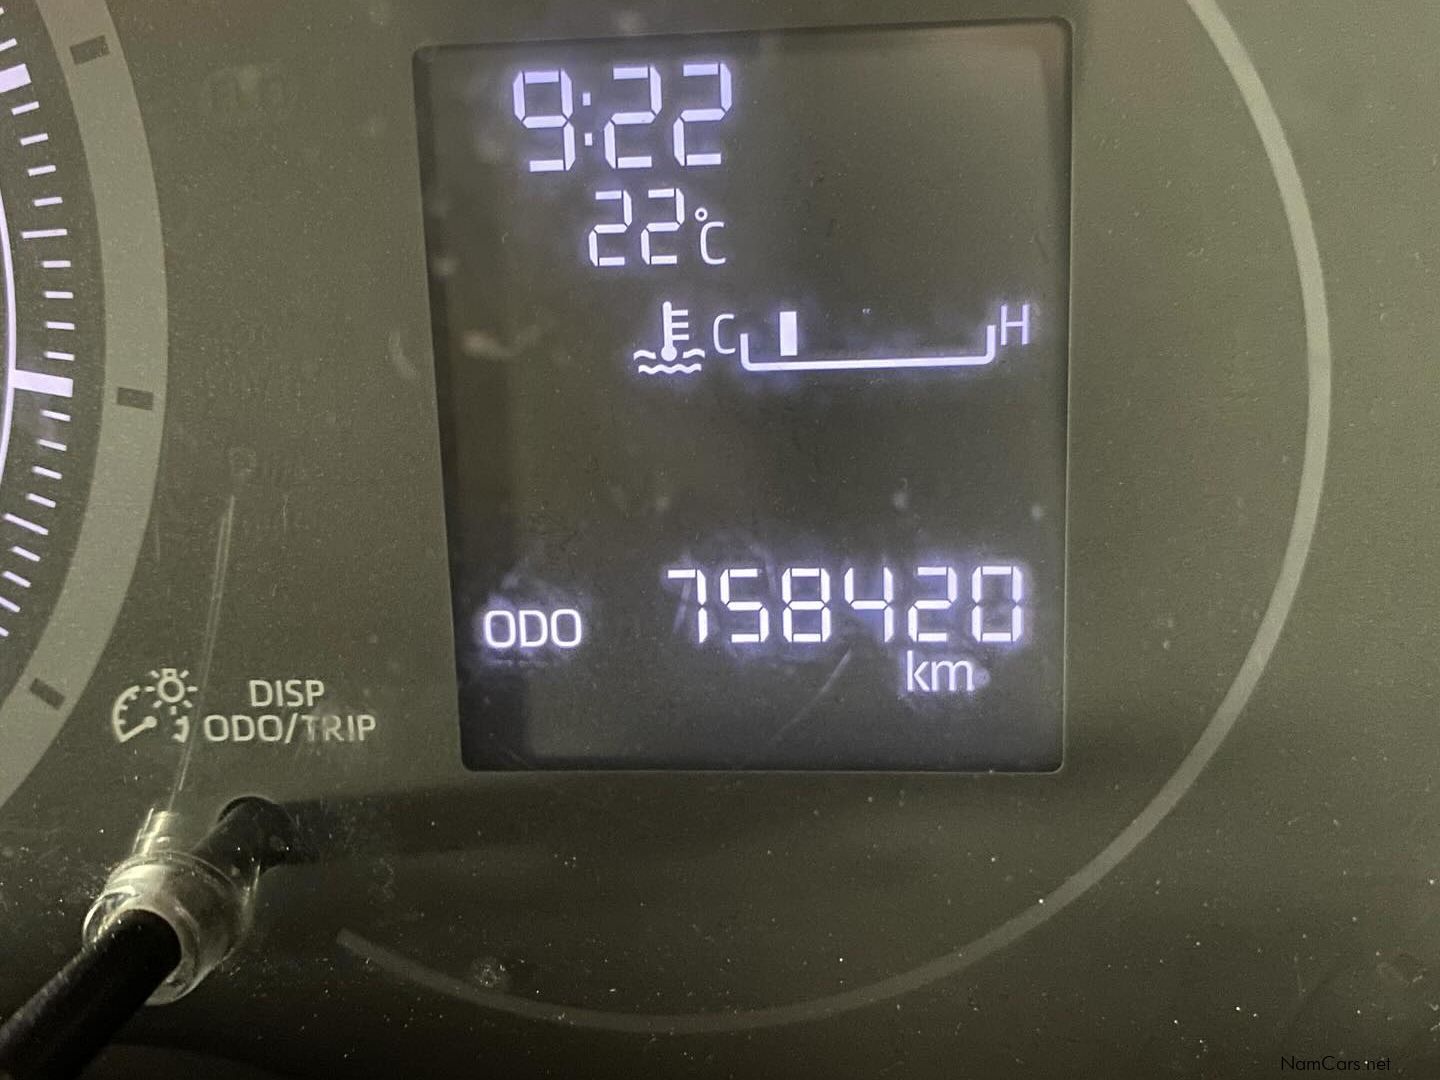 9:22
22°C
C H
ODO 758420
km
DISP
ODO/TRIP
NamCars.net